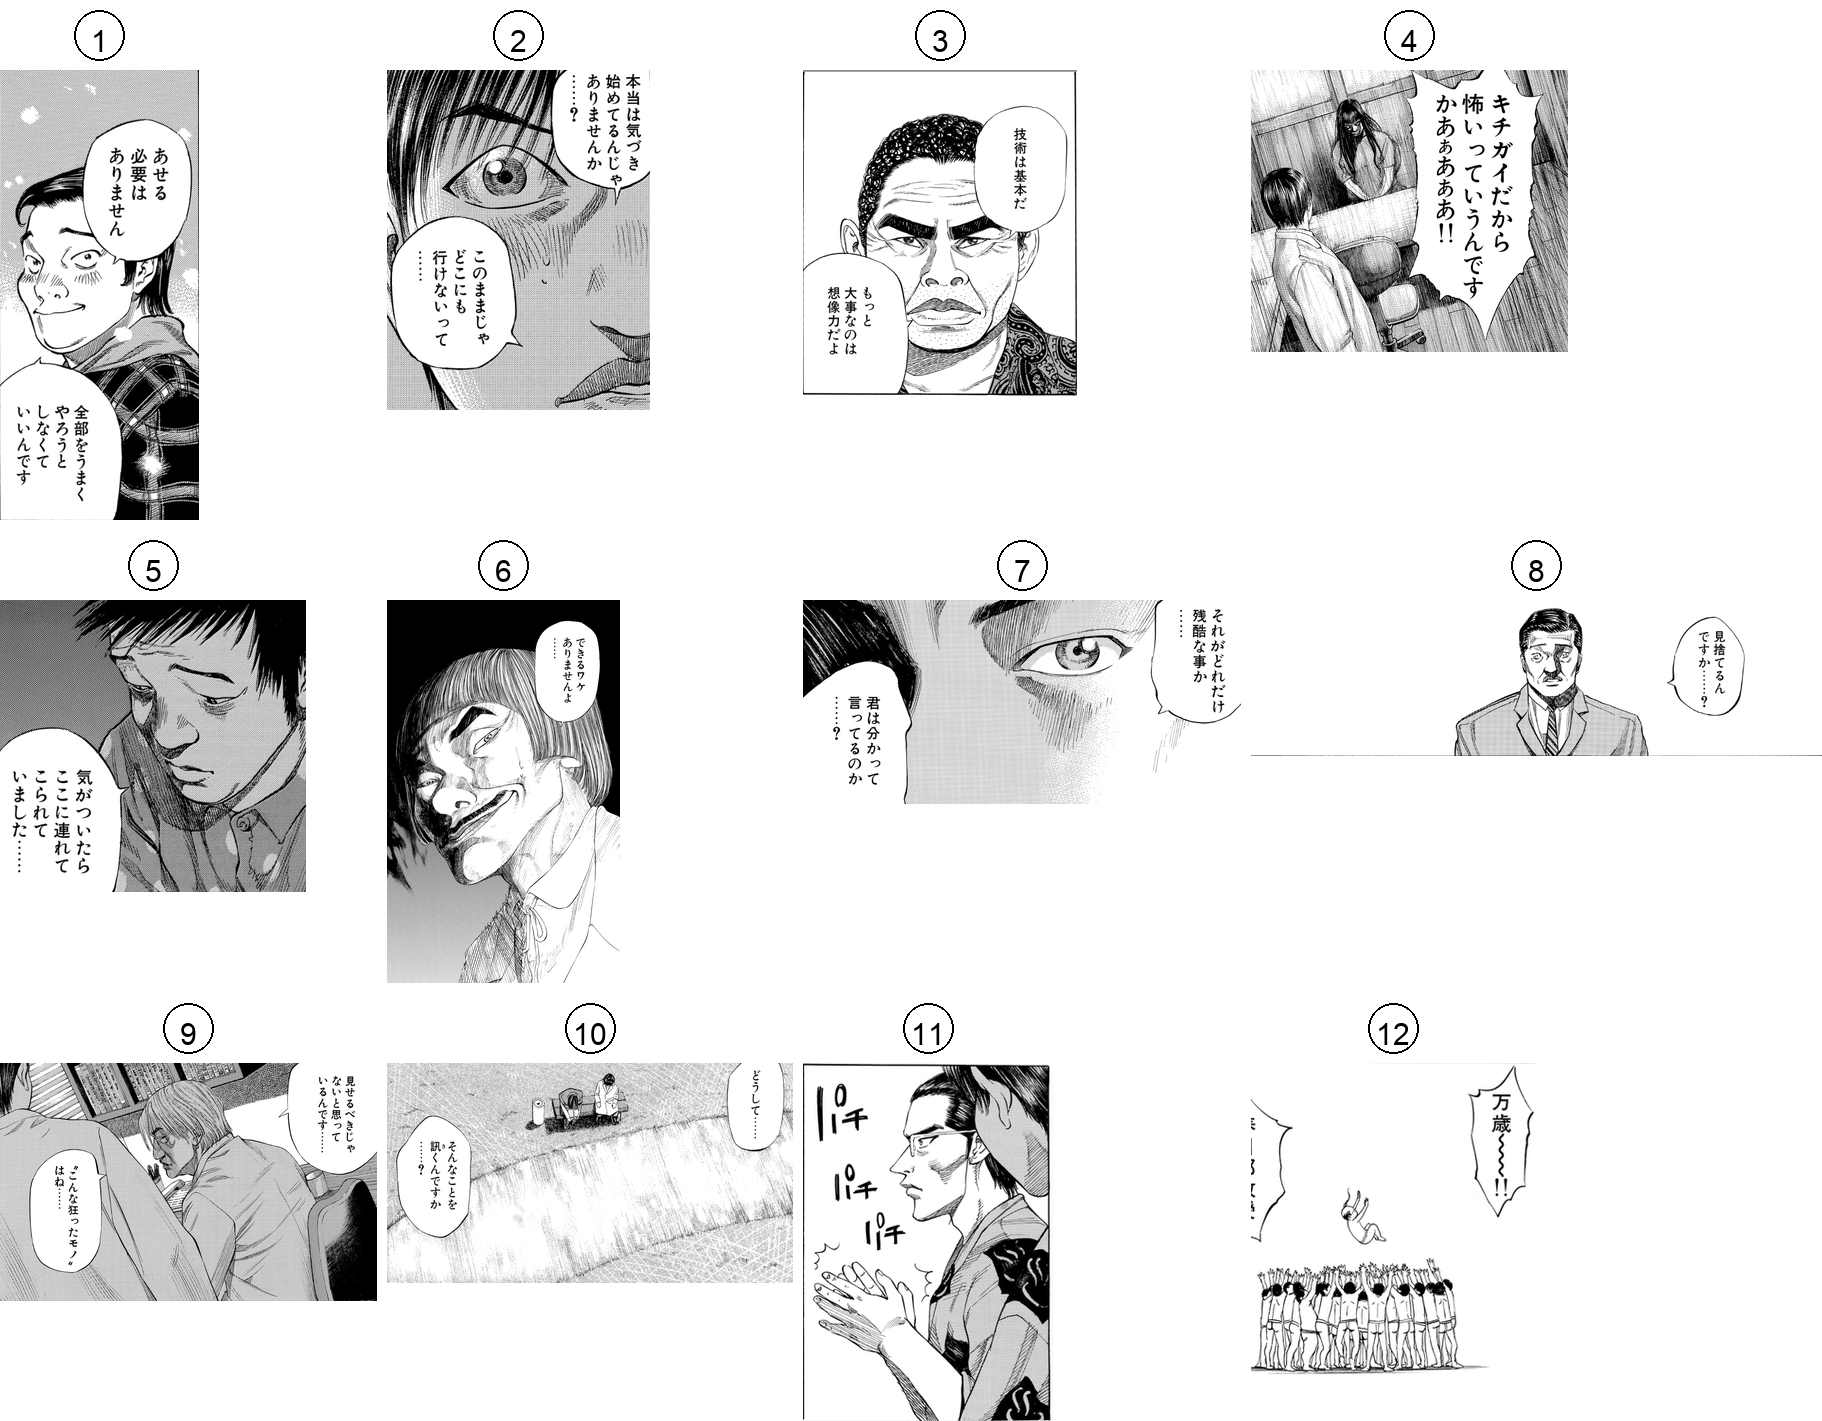 1
あせる
必要は
ありません
全部をうまく
やろうと
しなくて
いいんです
2
本当は気づき
始めてるんじゃ
ありませんか
……?
このままじゃ
どこにも
行けないって
……
3
技術は基本だ
もっと
大事なのは
想像力だよ
4
キチガイだから
怖いっていうんです
かあぁあぁあ!!
5
気がついたら
ここに連れて
こられて
いました……
6
できるワケ
ありませんよ
……
7
それがどれだけ
残酷な事か
……
君は分かって
言ってるのか
……?
8
見捨てるん
ですか……?
9
見せるべきじゃ
ないと思って
いるんです……
“こんな狂ったモノ”
はね……
10
どうして……
そんなことを
訊くんですか
……?
11
パチ
パチ
パチ
12
万歳〜〜〜!!